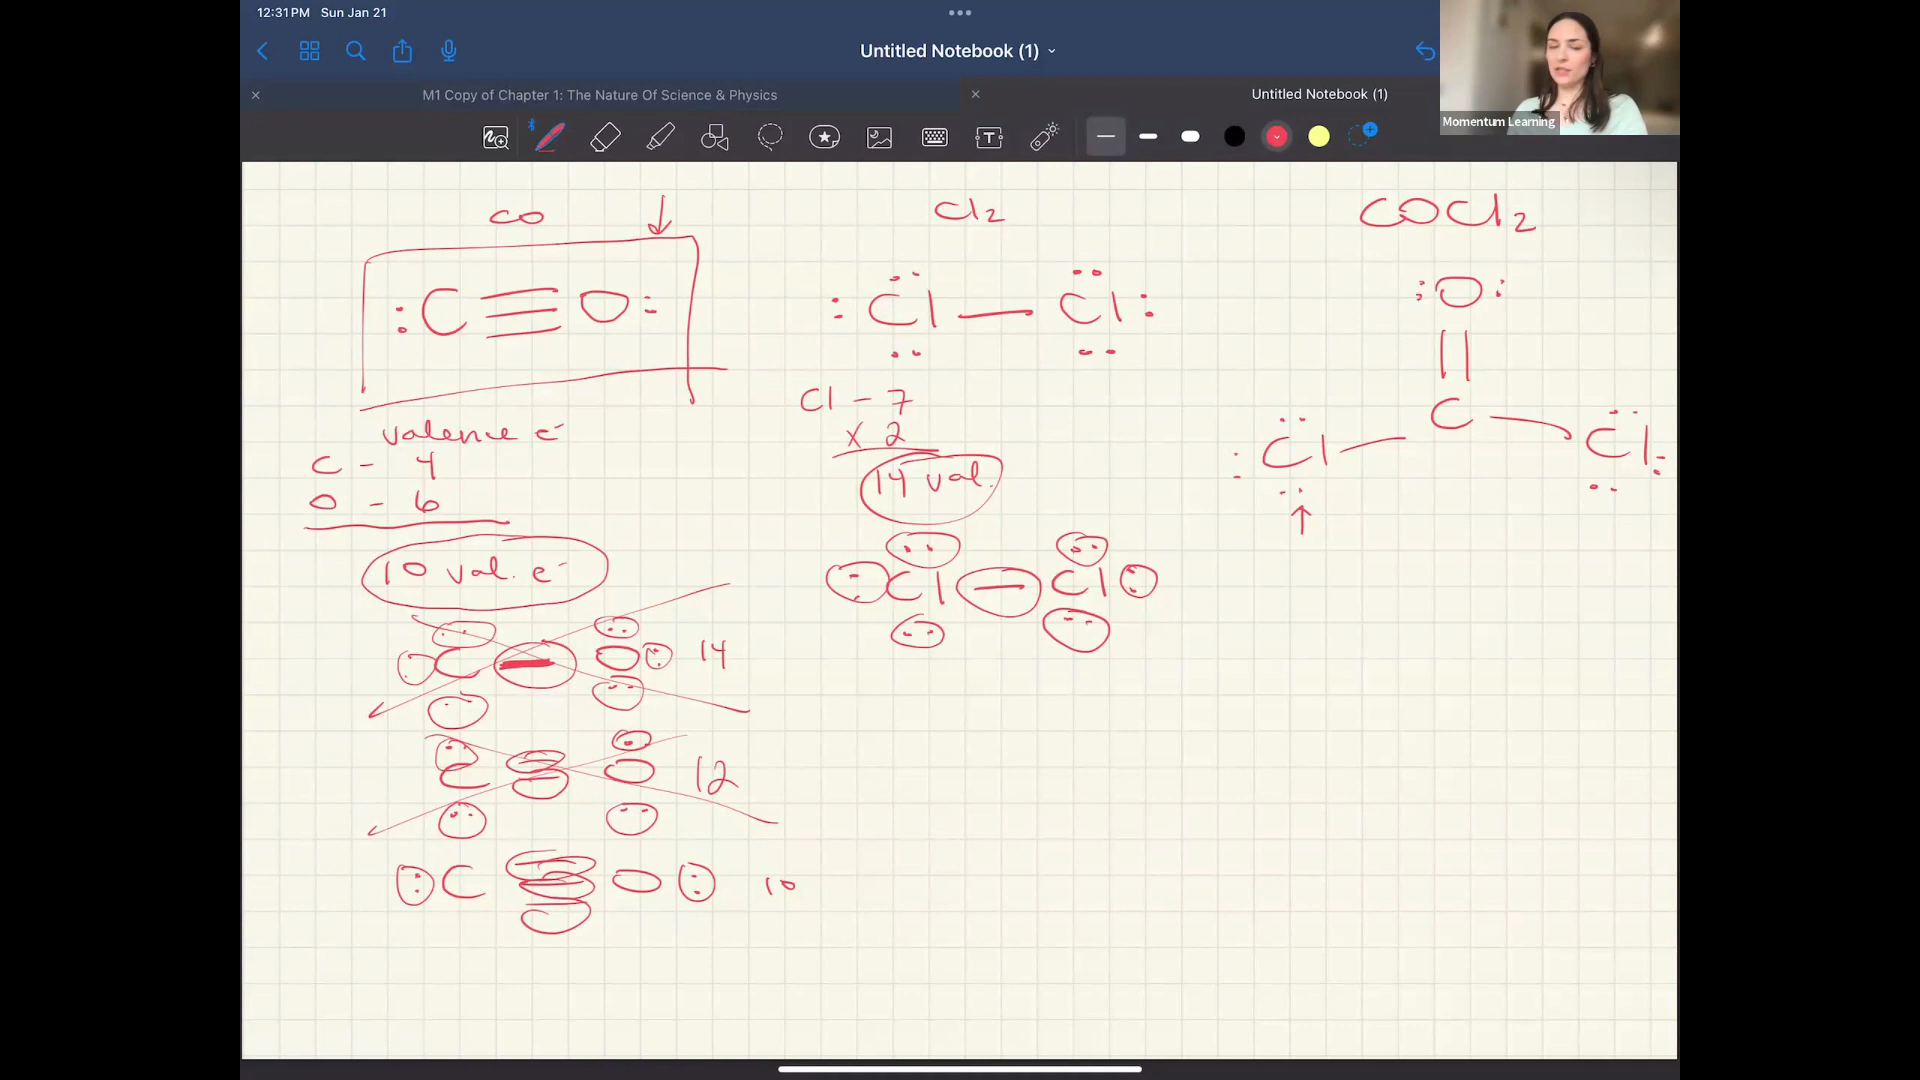 12:31 PM Sun Jan 21
Untitled Notebook (1)
M1 Copy of Chapter 1: The Nature Of Science & Physics
Untitled Notebook (1)
Momentum Learning
CO
C O
valence e-
C - 4
O - 6
10 val. e-
C O 14
C O 12
C O 10
Cl2
Cl Cl
Cl - 7
x 2
14 val.
Cl Cl
COCl2
O
C
Cl Cl